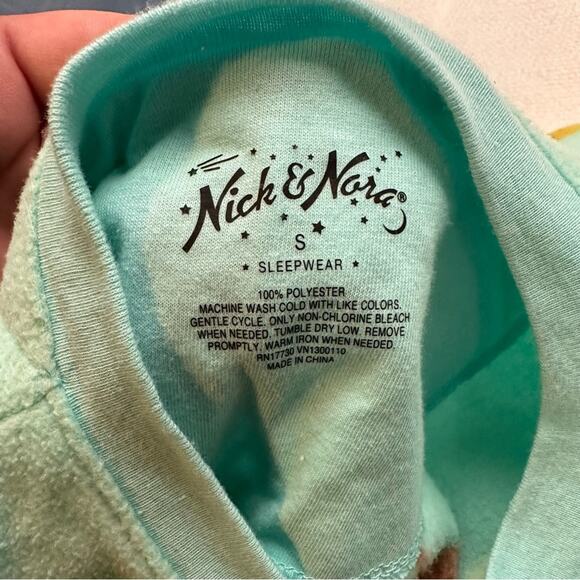 Nick & Nora®
S
SLEEPWEAR
100% POLYESTER
MACHINE WASH COLD WITH LIKE COLORS.
GENTLE CYCLE. ONLY NON-CHLORINE BLEACH
WHEN NEEDED. TUMBLE DRY LOW. REMOVE
PROMPTLY. WARM IRON WHEN NEEDED.
RN17730 VN1300110
MADE IN CHINA